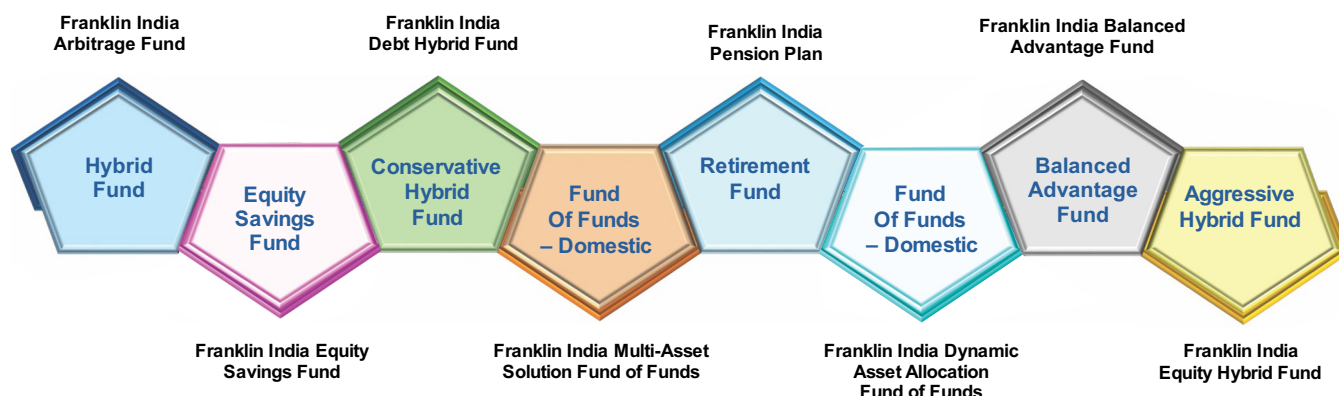 Franklin India
Arbitrage Fund
Franklin India
Debt Hybrid Fund
Franklin India
Pension Plan
Franklin India Balanced
Advantage Fund
Hybrid
Fund
Equity
Savings
Fund
Conservative
Hybrid
Fund
Fund
Of Funds
– Domestic
Retirement
Fund
Fund
Of Funds
– Domestic
Balanced
Advantage
Fund
Aggressive
Hybrid Fund
Franklin India Equity
Savings Fund
Franklin India Multi-Asset
Solution Fund of Funds
Franklin India Dynamic
Asset Allocation
Fund of Funds
Franklin India
Equity Hybrid Fund